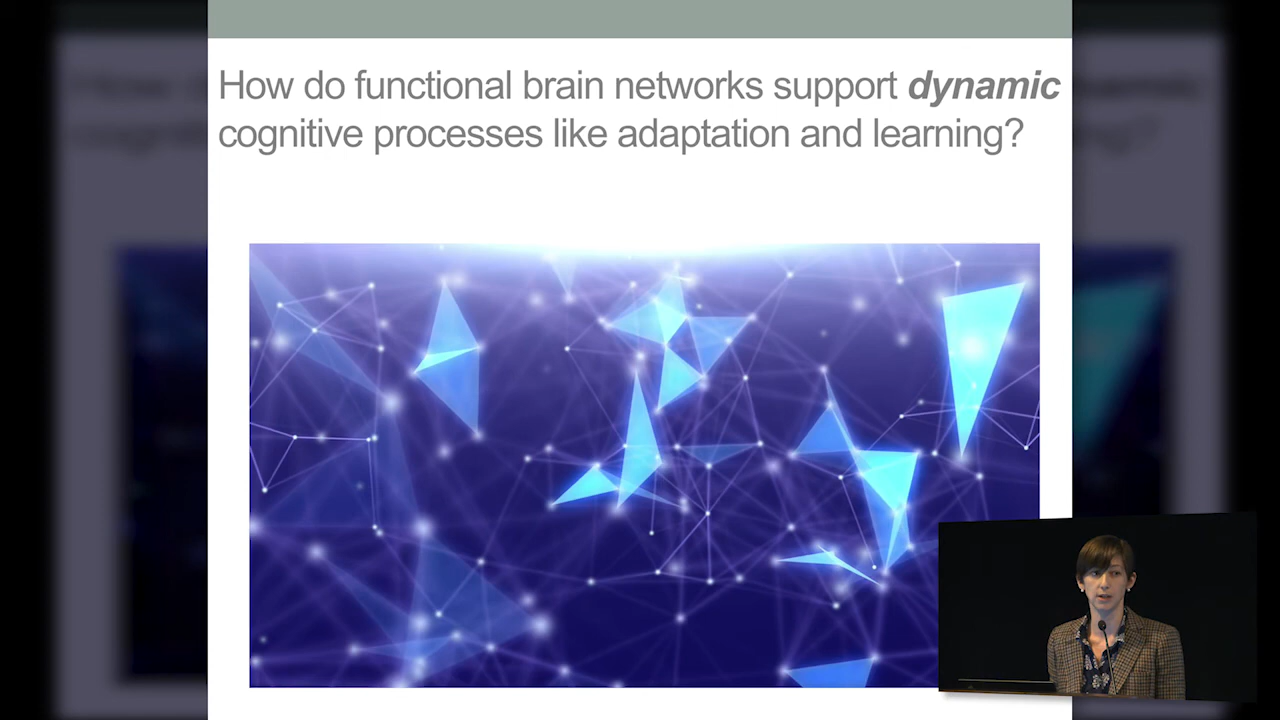 How do functional brain networks support dynamic
cognitive processes like adaptation and learning?